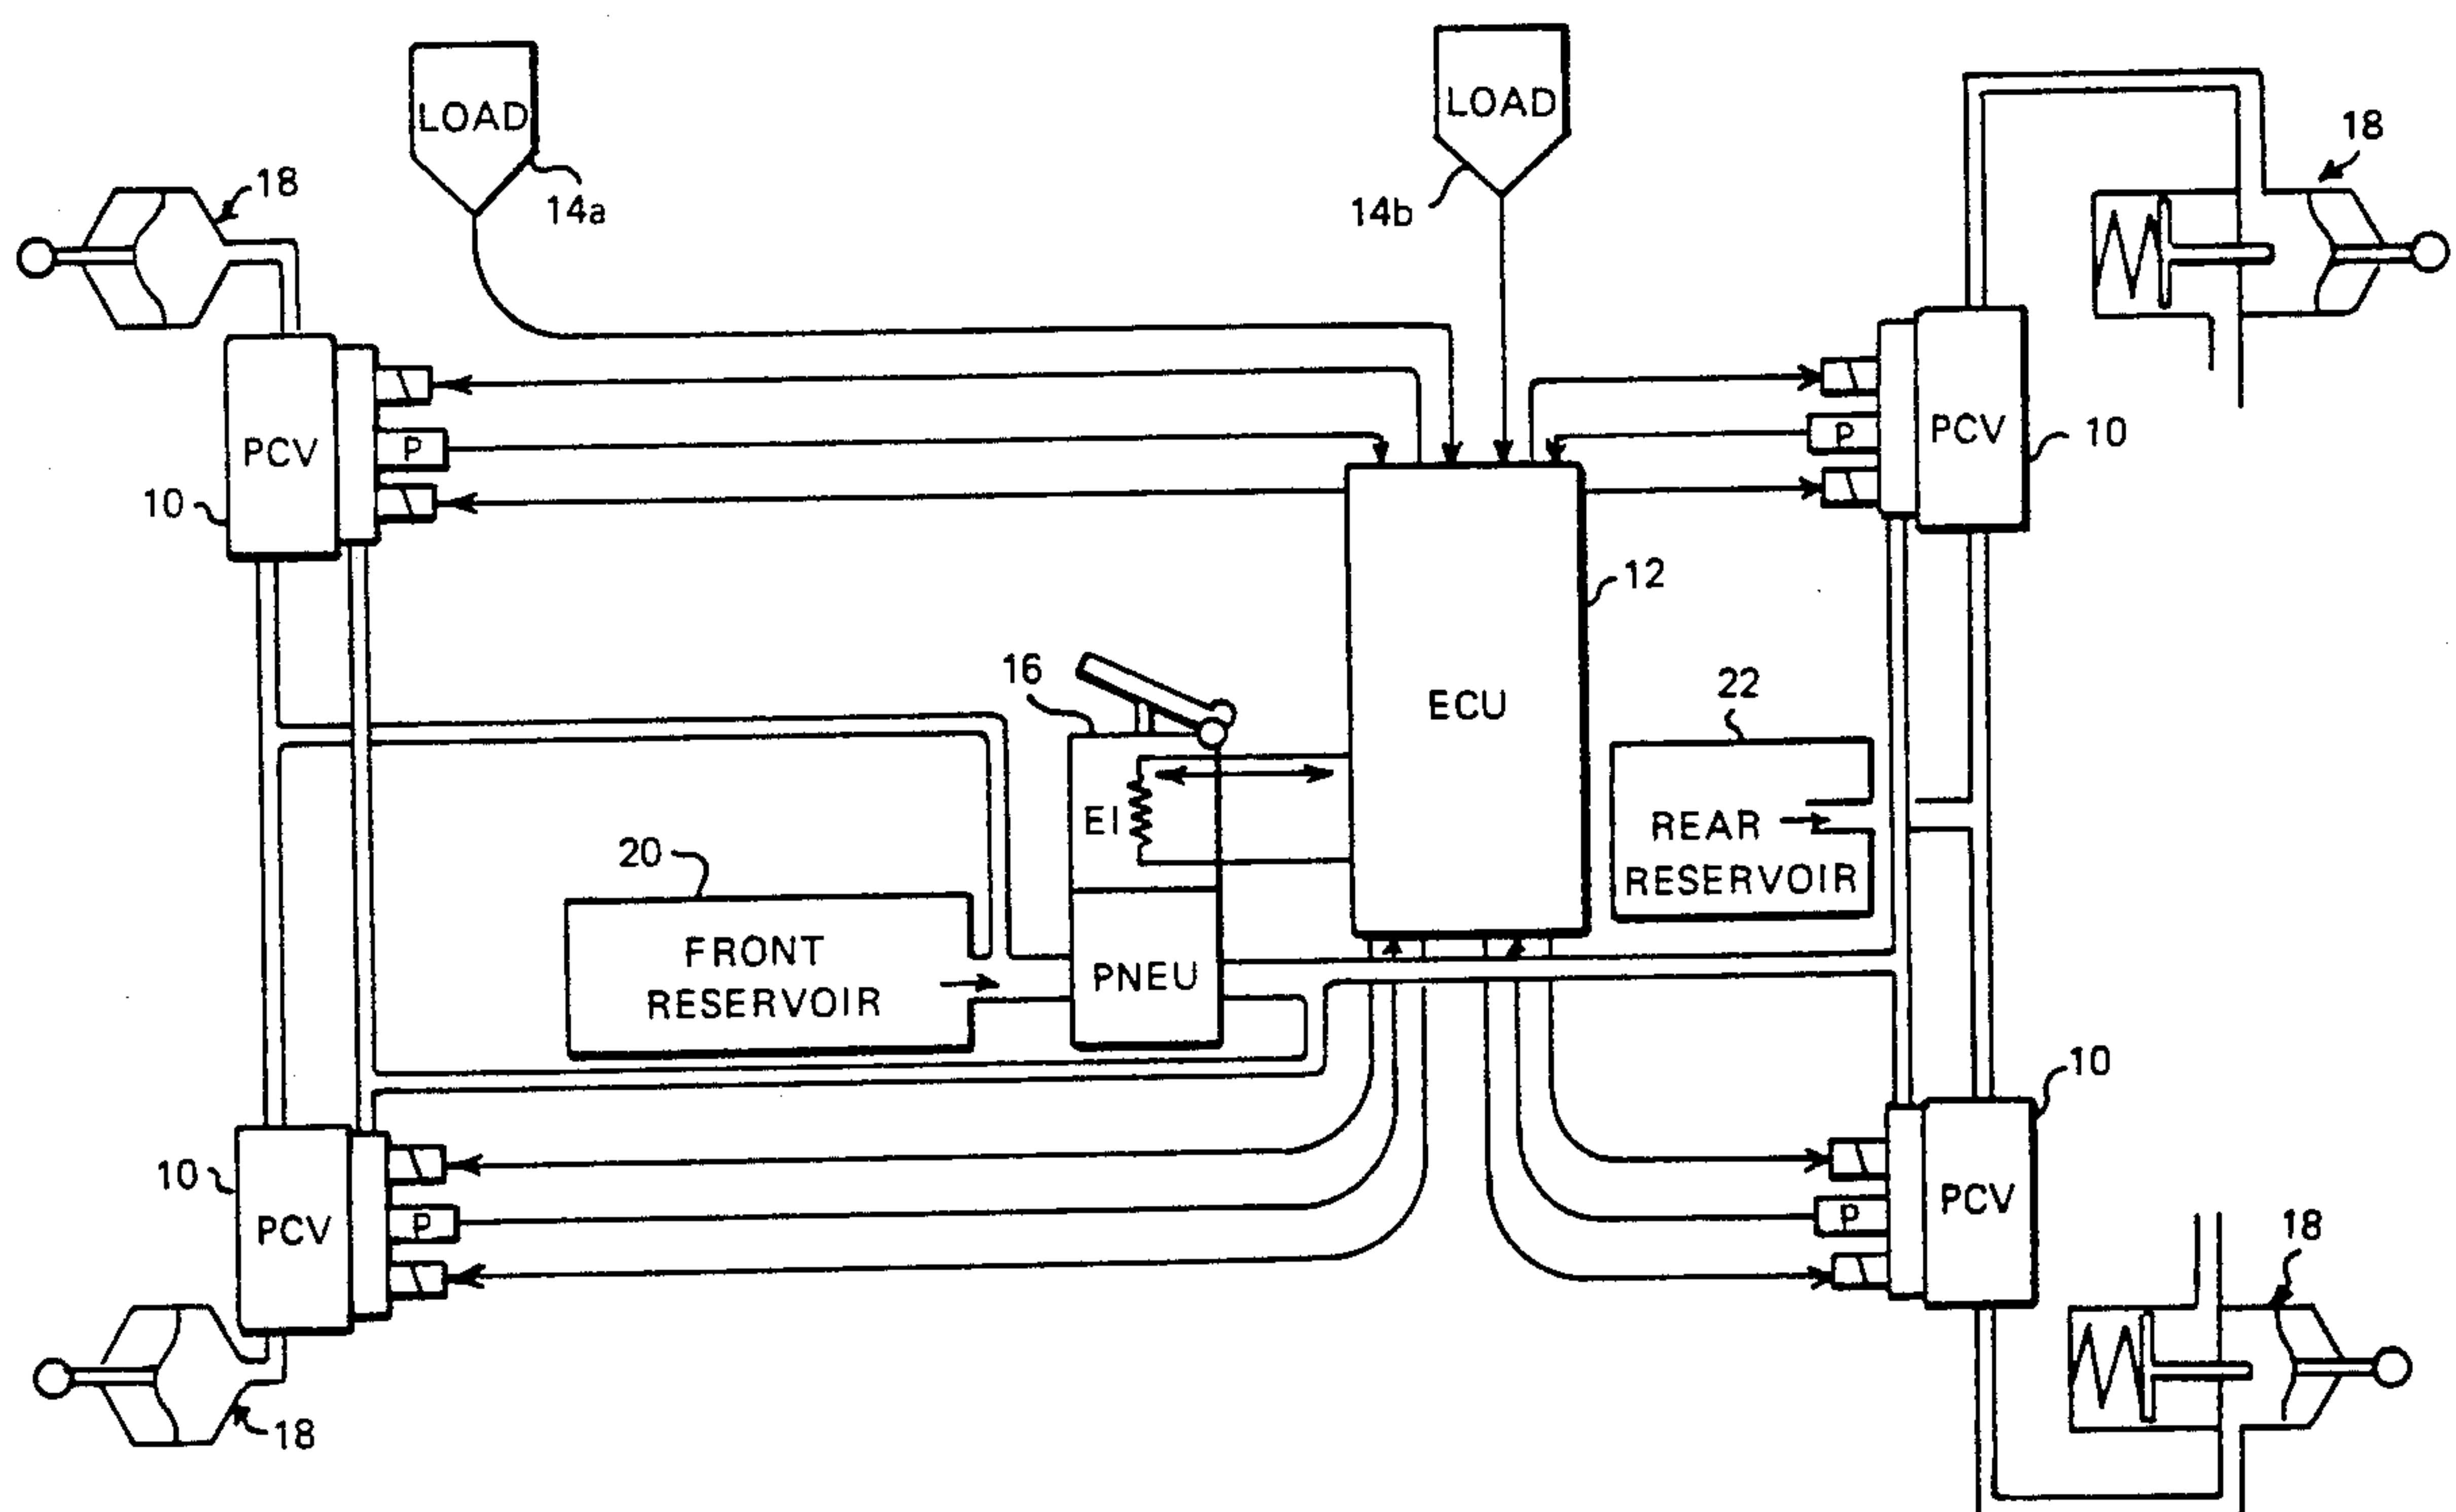 LOAD
LOAD
18
18
14a
14b
PCV
P
10
PCV
P
10
12
16
ECU
22
EI
REAR
RESERVOIR
20
FRONT
RESERVOIR
PNEU
10
10
PCV
P
PCV
P
18
18